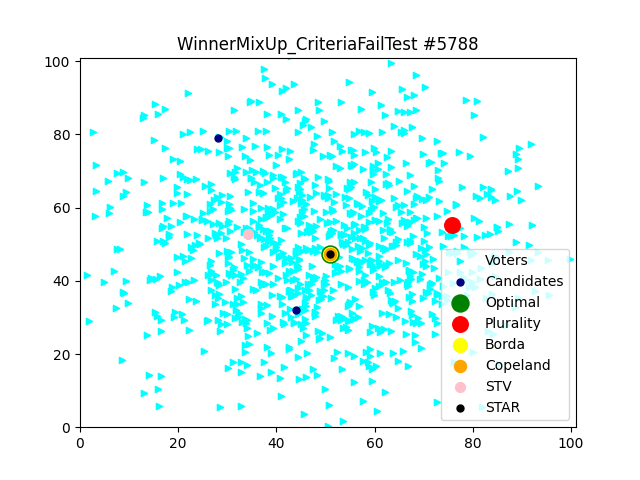 WinnerMixUp_CriteriaFailTest #5788
100
80
60
40
20
0
0 20 40 60 80 100
Voters
Candidates
Optimal
Plurality
Borda
Copeland
STV
STAR